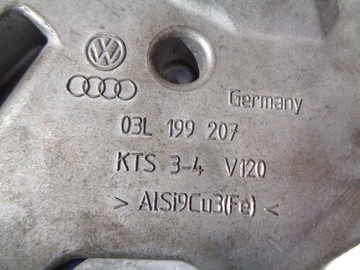 Germany
03L 199 207
KTS 3-4 V120
> AlSi9Cu3(Fe) <